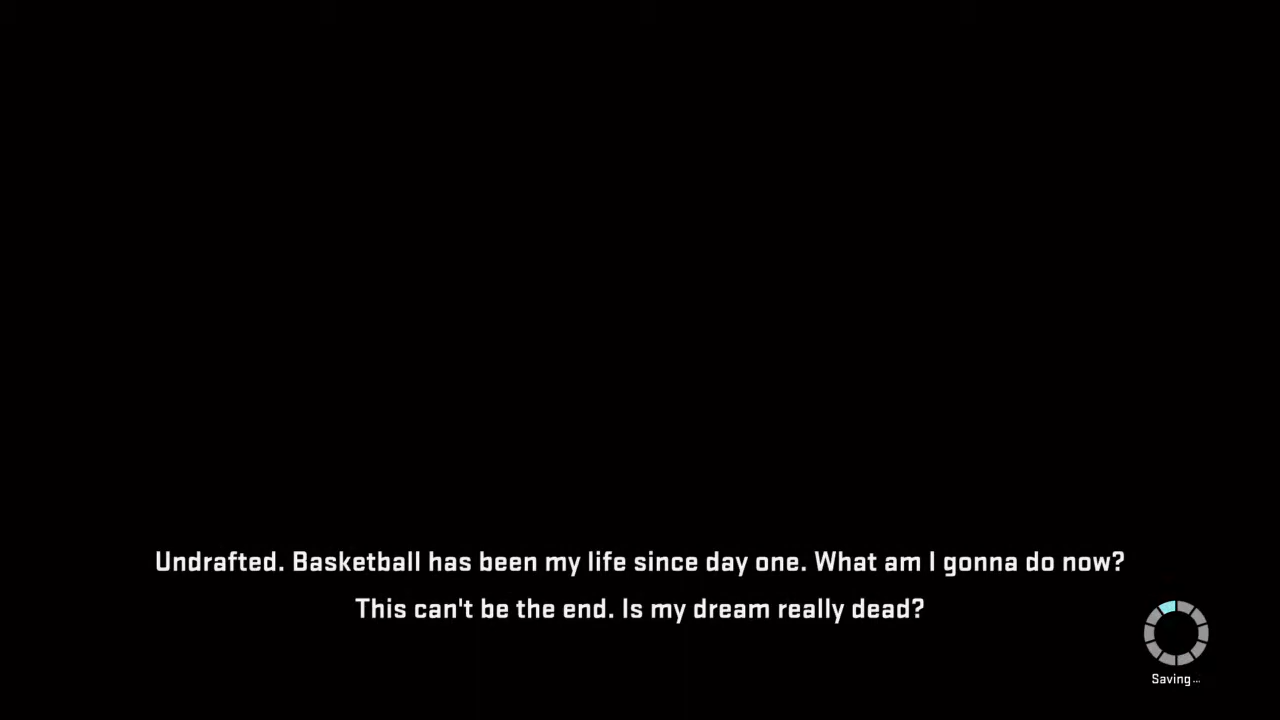 Undrafted. Basketball has been my life since day one. What am I gonna do now?
This can't be the end. Is my dream really dead?
Saving...